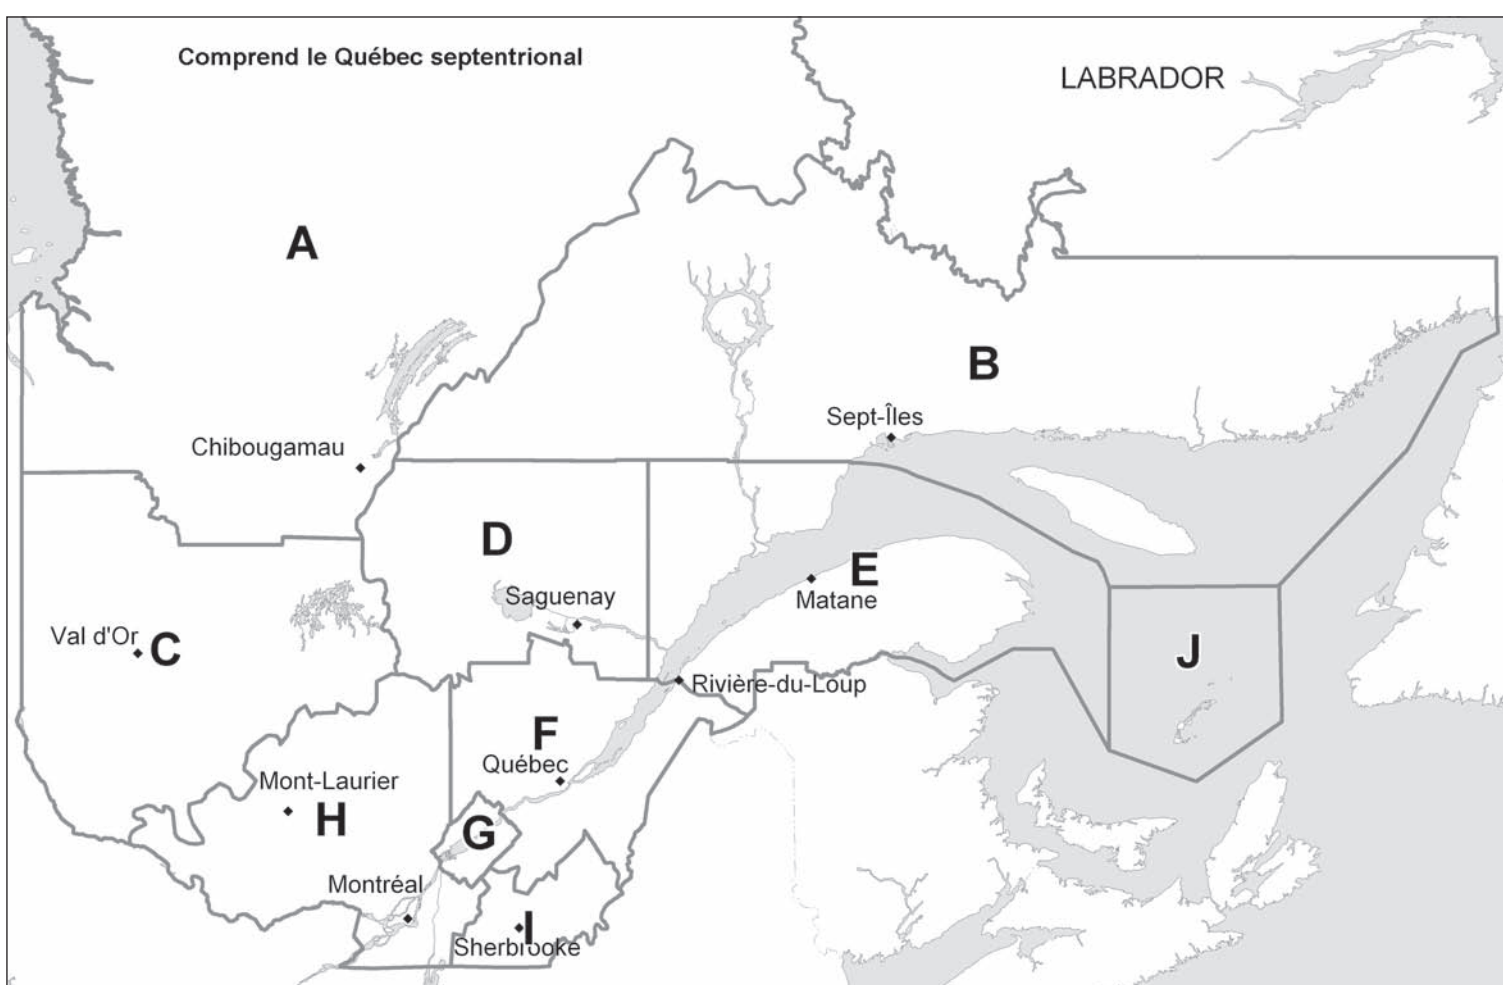 Comprend le Québec septentrional
LABRADOR
A
B
Sept-Îles
Chibougamau
D
E
Saguenay
Matane
Val d'Or
C
J
Rivière-du-Loup
F
Québec
Mont-Laurier
H
G
Montréal
I
Sherbrooke